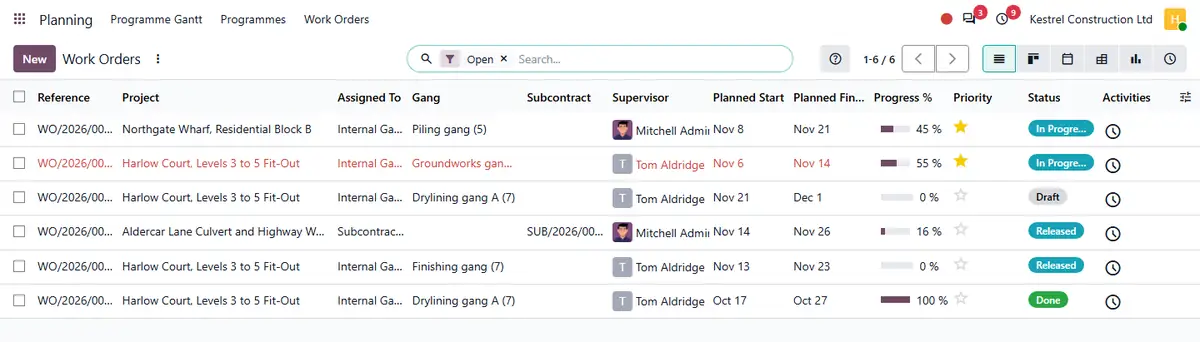 Planning Programme Gantt Programmes Work Orders 3 9 Kestrel Construction Ltd H
New Work Orders Open × Search... 1-6 / 6
Reference Project Assigned To Gang Subcontract Supervisor Planned Start Planned Fin... Progress % Priority Status Activities
WO/2026/00... Northgate Wharf, Residential Block B Internal Ga... Piling gang (5) Mitchell Admi Nov 8 Nov 21 45 % In Progre...
WO/2026/00... Harlow Court, Levels 3 to 5 Fit-Out Internal Ga... Groundworks gan... T Tom Aldridge Nov 6 Nov 14 55 % In Progre...
WO/2026/00... Harlow Court, Levels 3 to 5 Fit-Out Internal Ga... Drylining gang A (7) T Tom Aldridge Nov 21 Dec 1 0 % Draft
WO/2026/00... Aldercar Lane Culvert and Highway W... Subcontrac... SUB/2026/00... Mitchell Admi Nov 14 Nov 26 16 % Released
WO/2026/00... Harlow Court, Levels 3 to 5 Fit-Out Internal Ga... Finishing gang (7) T Tom Aldridge Nov 13 Nov 23 0 % Released
WO/2026/00... Harlow Court, Levels 3 to 5 Fit-Out Internal Ga... Drylining gang A (7) T Tom Aldridge Oct 17 Oct 27 100 % Done